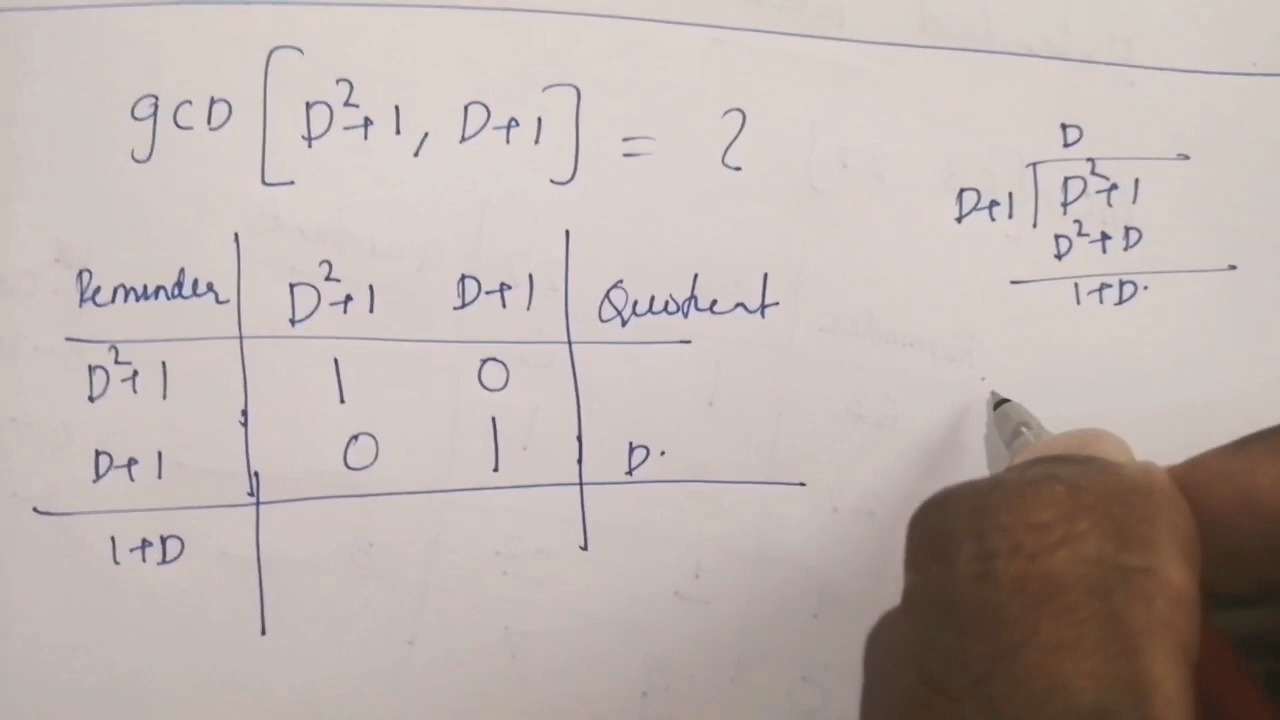 gCD [D²+1, D+1] = ?
Reminder D²+1 D+1 Quotient
D²+1 1 0
D+1 0 1 D.
1+D
D
D+1 D²+1
D²+D
1+D.